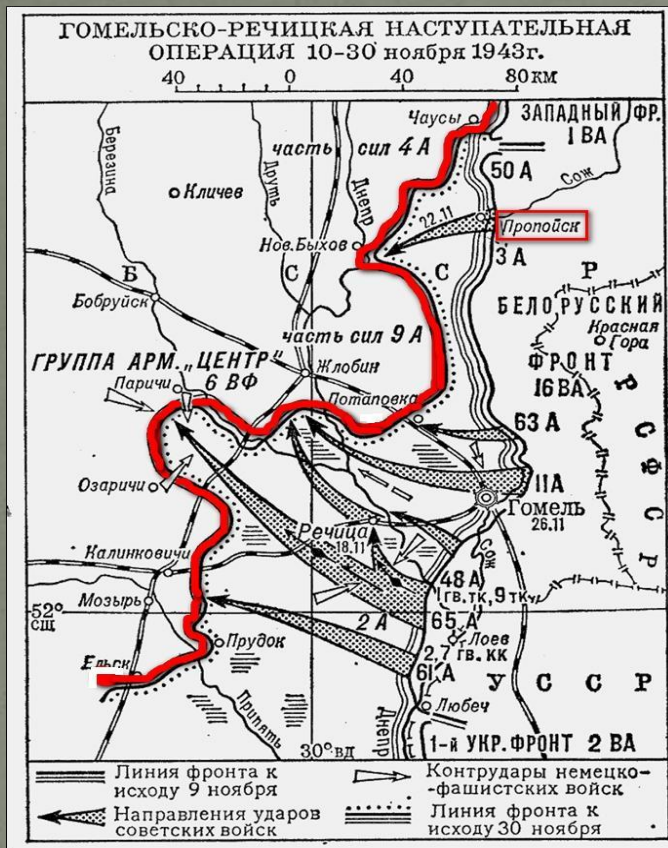 ГОМЕЛЬСКО-РЕЧИЦКАЯ НАСТУПАТЕЛЬНАЯ
ОПЕРАЦИЯ 10-30 ноября 1943г.
40 0 40 80 км
Чаусы
ЗАПАДНЫЙ ФР.
1 ВА
Березина
часть сил 4 А
50 А
Друть
Днепр
Сож
Кличев
22.11
Пропойск
Нов. Быхов
3 А
Б С С Р
Бобруйск
БЕЛОРУССКИЙ
часть сил 9 А
Красная
Гора
ГРУППА АРМ. „ЦЕНТР"
ФРОНТ
Жлобин
6 ВФ
Паричи
16 ВА
Потаповка
Р С Ф С Р
63 А
11 А
Озаричи
Гомель
26.11
Речица
18.11
Сож
Калинковичи
48 А
1 гв. тк, 9 тк
Мозырь
52°
сш
2 А
65 А
Лоев
Прудок
2,7 гв. кк
61 А
Ельск
У С С Р
Любеч
Припять
Днепр
30° вд
1-й УКР. ФРОНТ 2 ВА
Линия фронта к
исходу 9 ноября
Контрудары немецко-
-фашистских войск
Направления ударов
советских войск
Линия фронта к
исходу 30 ноября